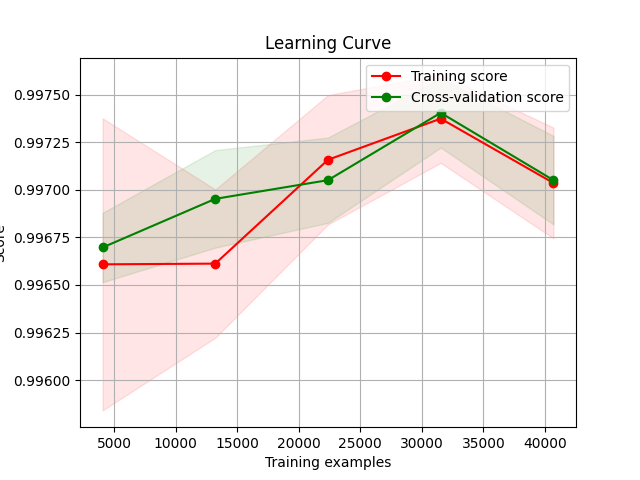 Learning Curve
Training score
Cross-validation score
0.99750
0.99725
0.99700
0.99675
0.99650
0.99625
0.99600
5000 10000 15000 20000 25000 30000 35000 40000
Training examples